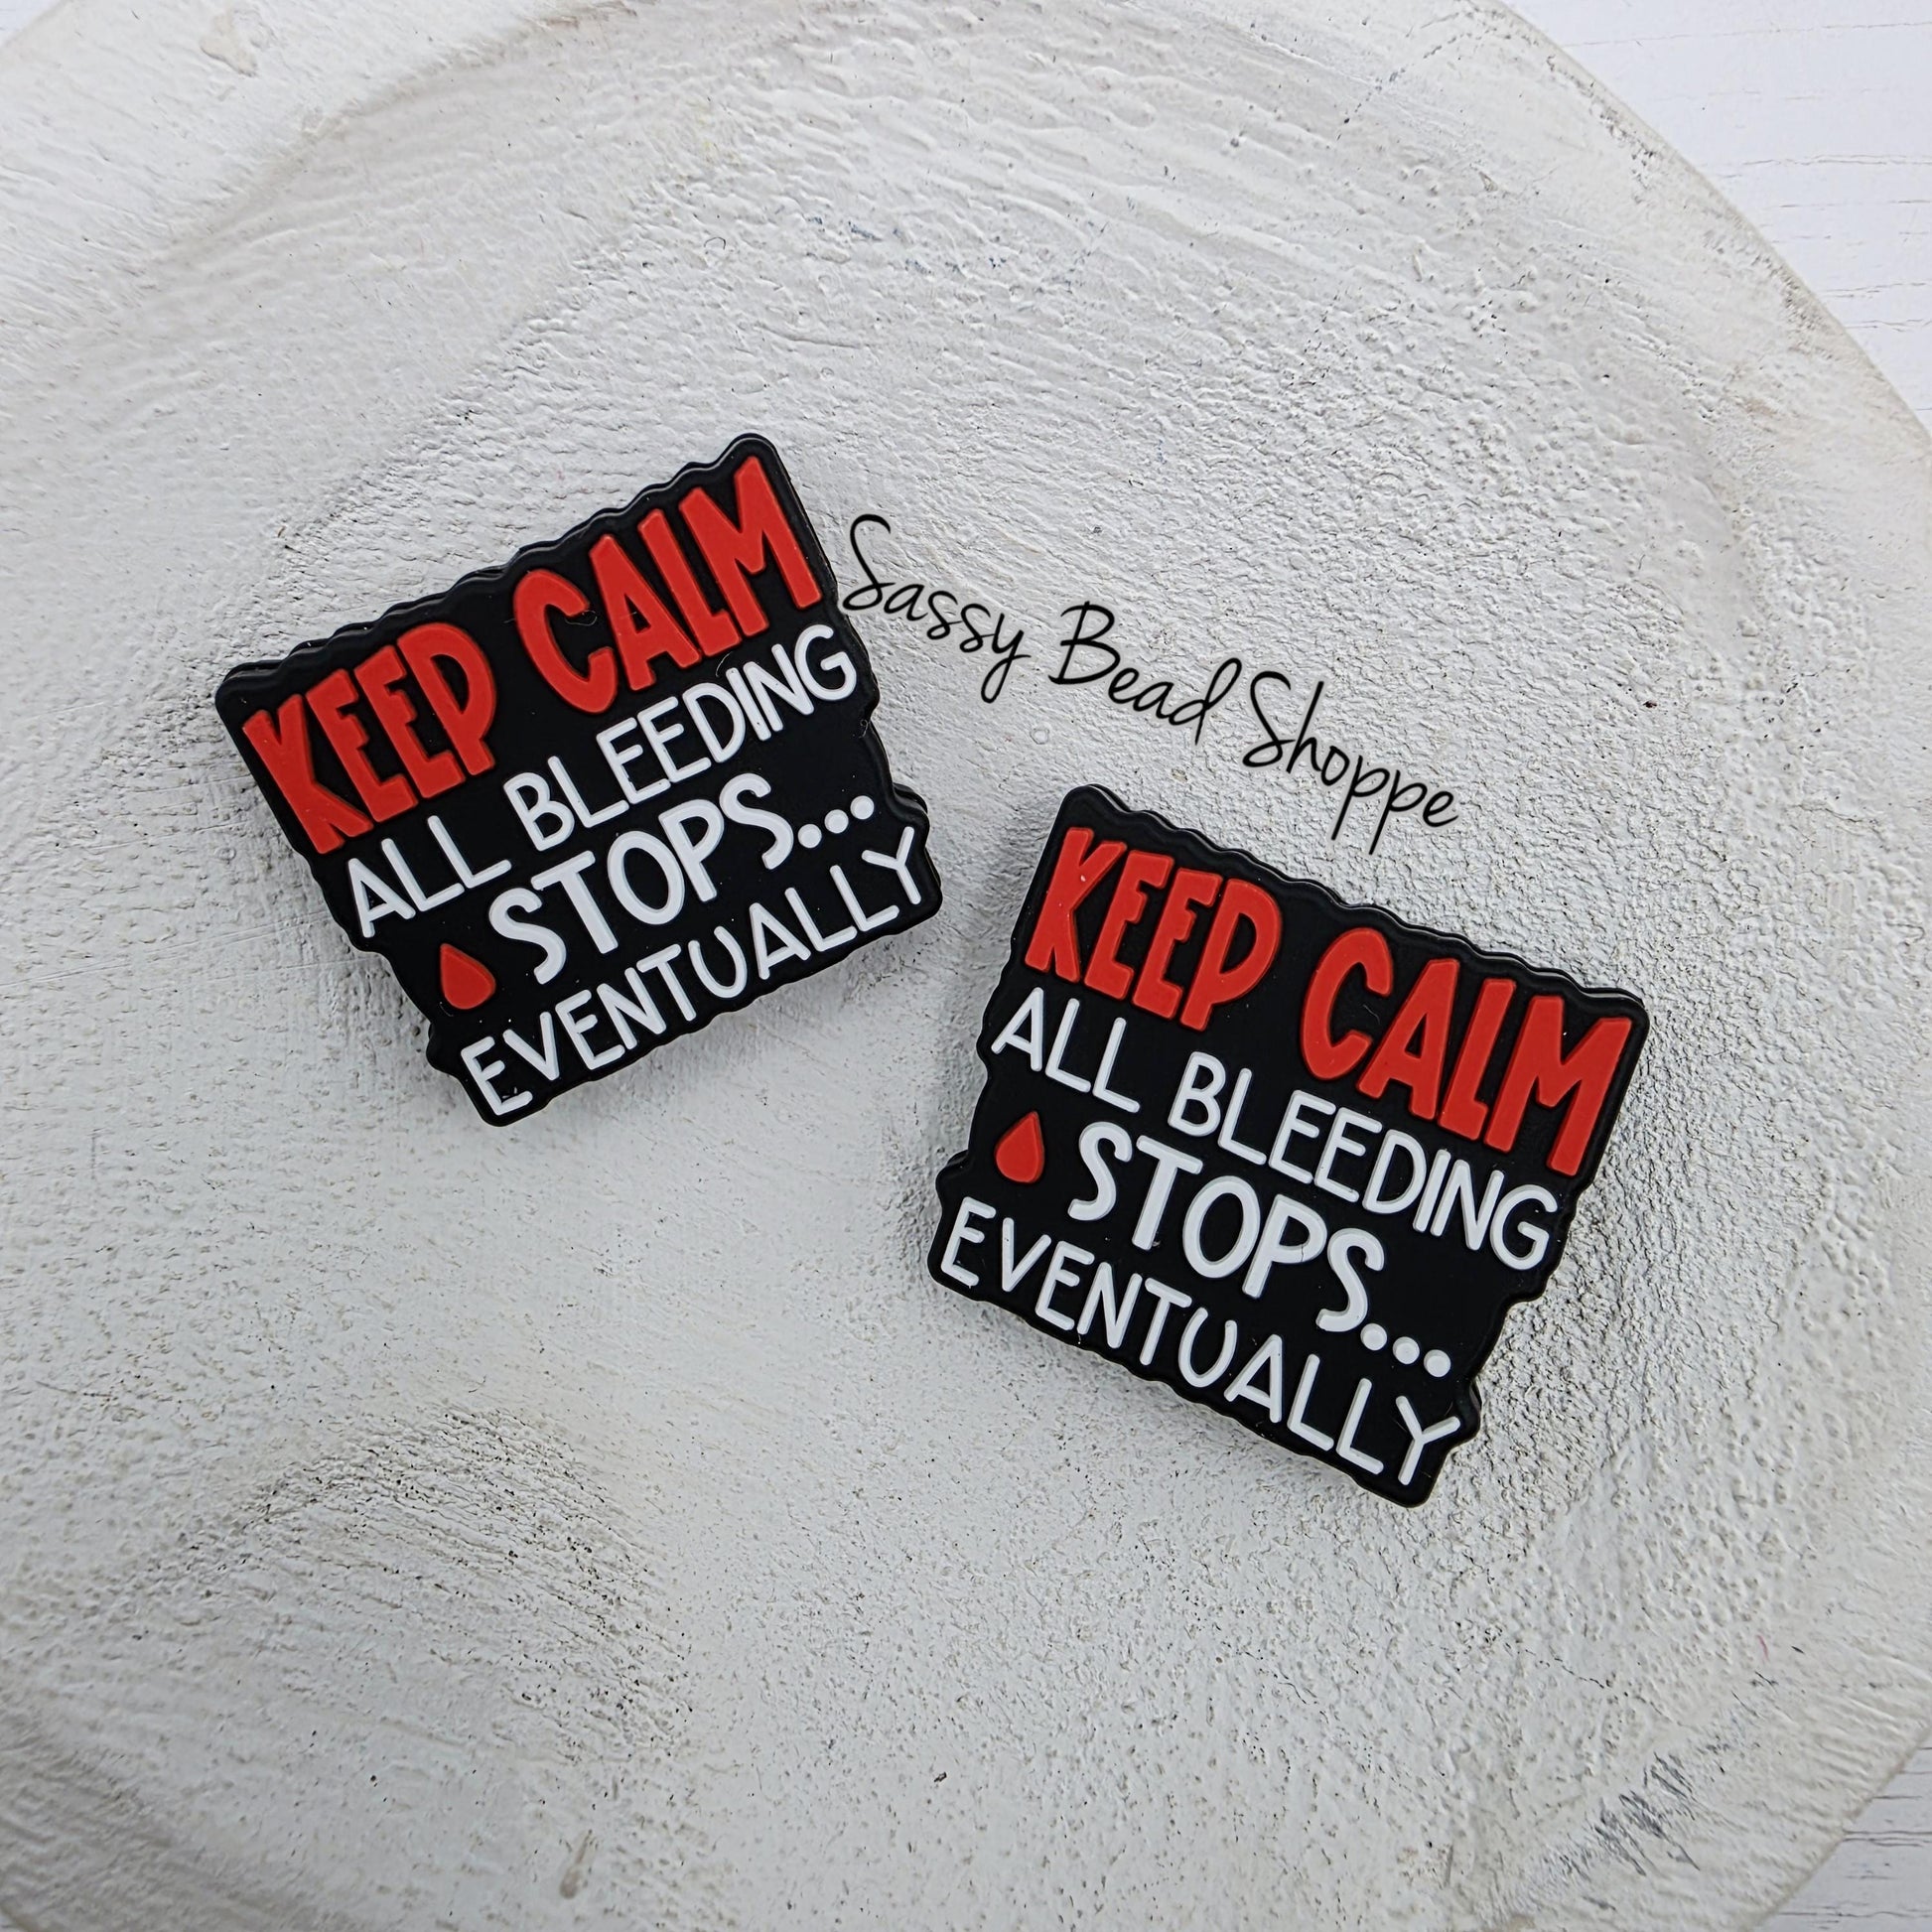 KEEP CALM
ALL BLEEDING
STOPS...
EVENTUALLY
Sassy Bead Shoppe
KEEP CALM
ALL BLEEDING
STOPS...
EVENTUALLY